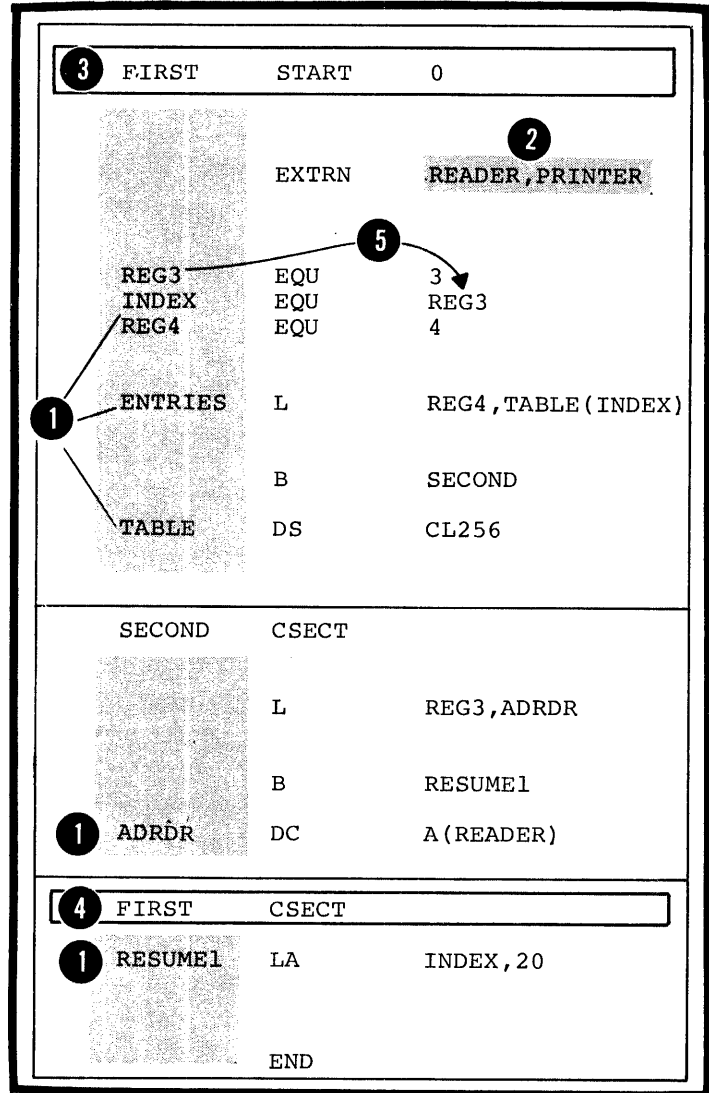 3 FIRST START 0
2
EXTRN READER,PRINTER
5
REG3 EQU 3
INDEX EQU REG3
REG4 EQU 4
1 ENTRIES L REG4,TABLE(INDEX)
B SECOND
TABLE DS CL256
SECOND CSECT
L REG3,ADRDR
B RESUME1
1 ADRDR DC A(READER)
4 FIRST CSECT
1 RESUME1 LA INDEX,20
END